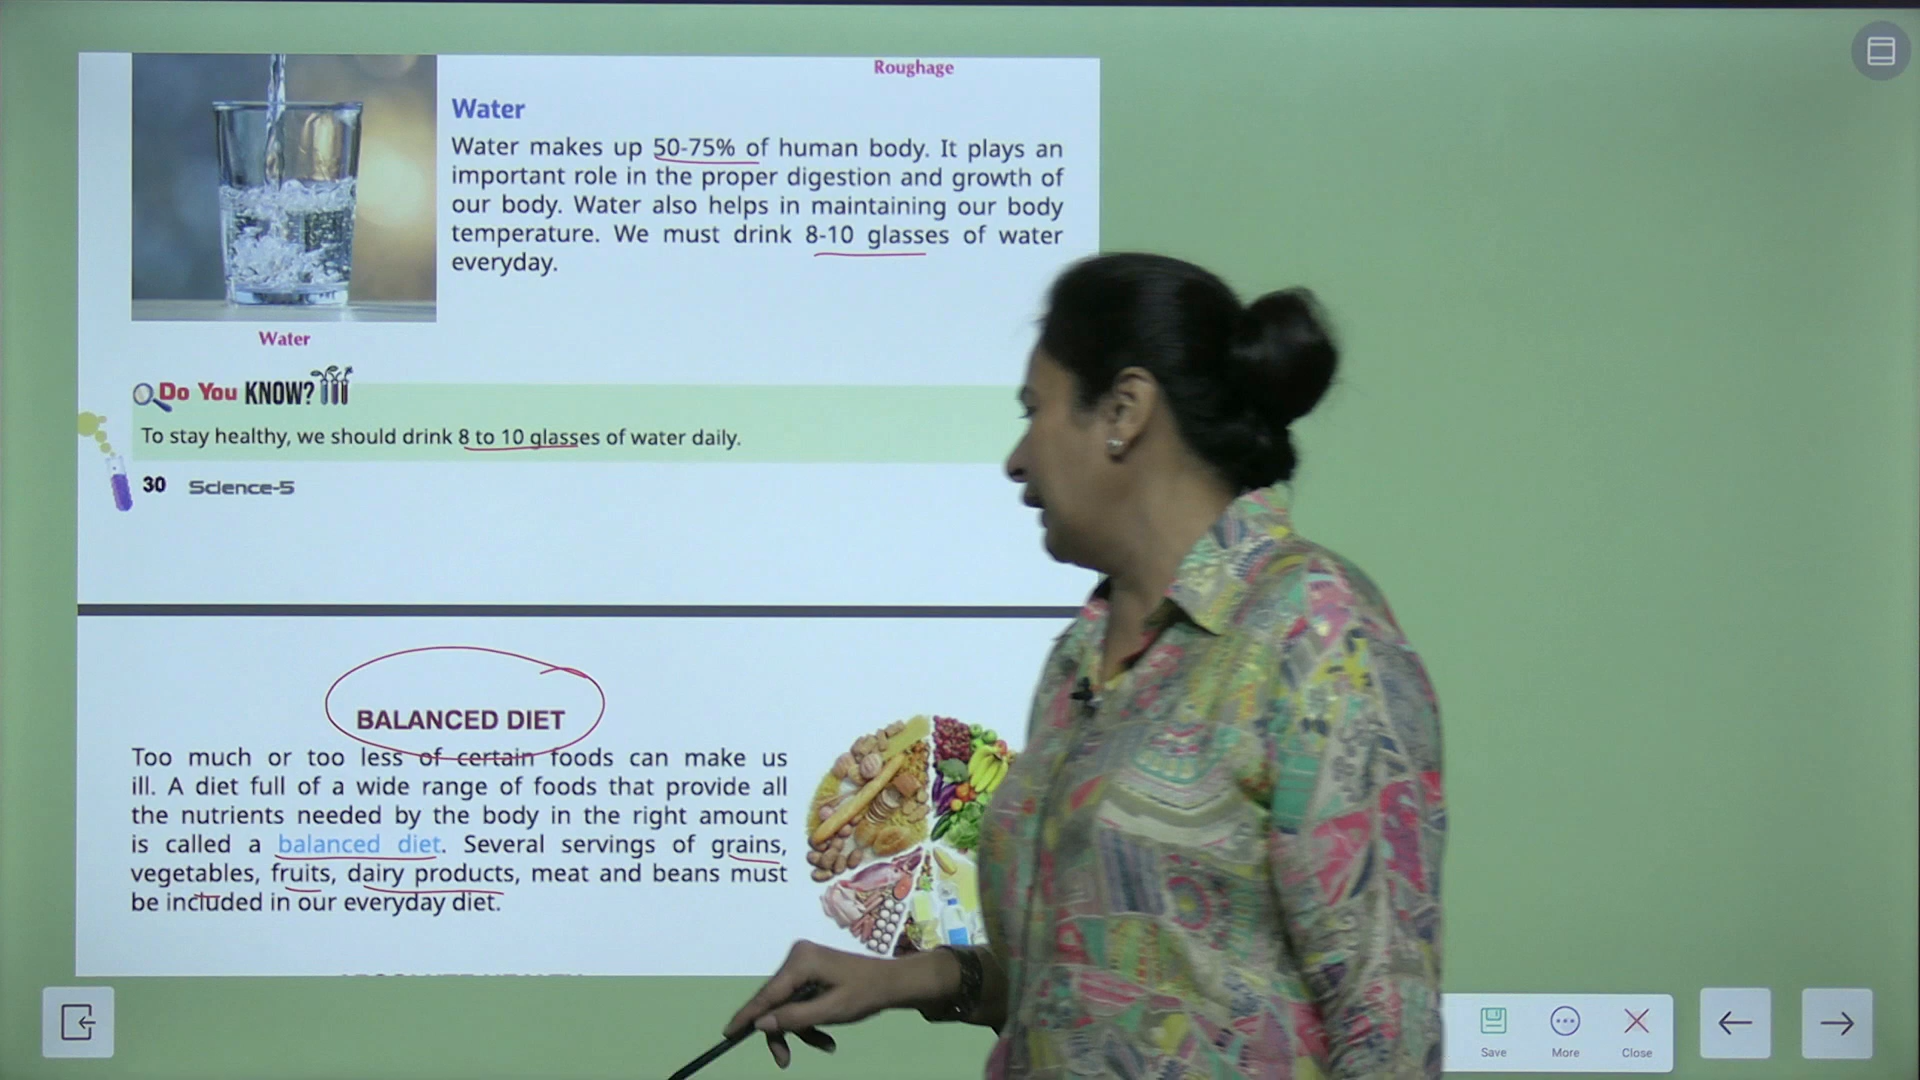 Roughage
Water
Water makes up 50-75% of human body. It plays an
important role in the proper digestion and growth of
our body. Water also helps in maintaining our body
temperature. We must drink 8-10 glasses of water
everyday.
Water
Do You KNOW?
To stay healthy, we should drink 8 to 10 glasses of water daily.
30 Science-5
BALANCED DIET
Too much or too less of certain foods can make us
ill. A diet full of a wide range of foods that provide all
the nutrients needed by the body in the right amount
is called a balanced diet. Several servings of grains,
vegetables, fruits, dairy products, meat and beans must
be included in our everyday diet.
Save More Close